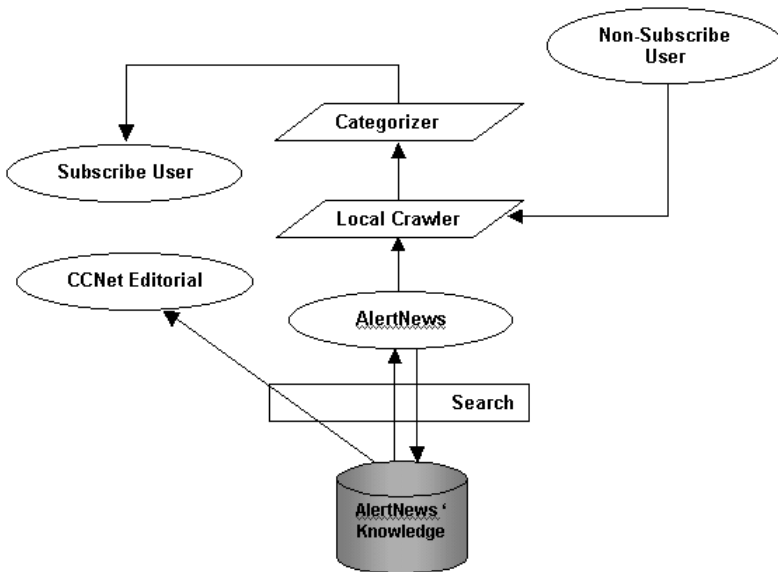 Non-Subscribe
User
Categorizer
Subscribe User
Local Crawler
CCNet Editorial
AlertNews
Search
AlertNews ‘
Knowledge